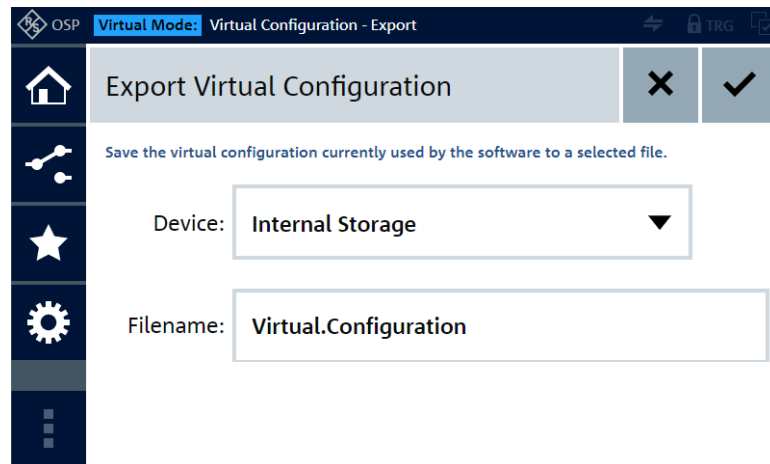 R&S OSP Virtual Mode: Virtual Configuration - Export TRG
Export Virtual Configuration
Save the virtual configuration currently used by the software to a selected file.
Device: Internal Storage
Filename: Virtual.Configuration